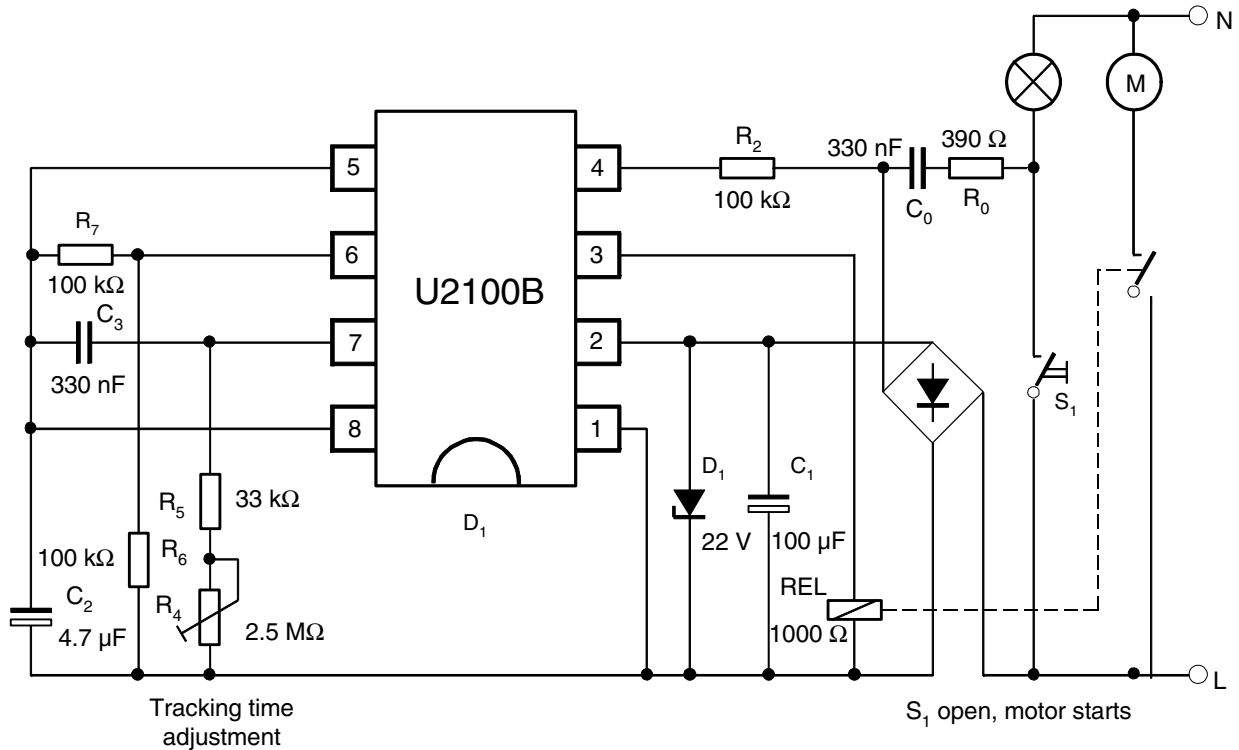 N
M
R2
330 nF
390 Ω
5
4
100 kΩ
C0
R0
R7
6
3
100 kΩ
U2100B
C3
7
2
330 nF
S1
8
1
D1
C1
R5
33 kΩ
D1
22 V
100 µF
100 kΩ
R6
C2
R4
REL
4.7 µF
2.5 MΩ
1000 Ω
L
Tracking time
adjustment
S1 open, motor starts